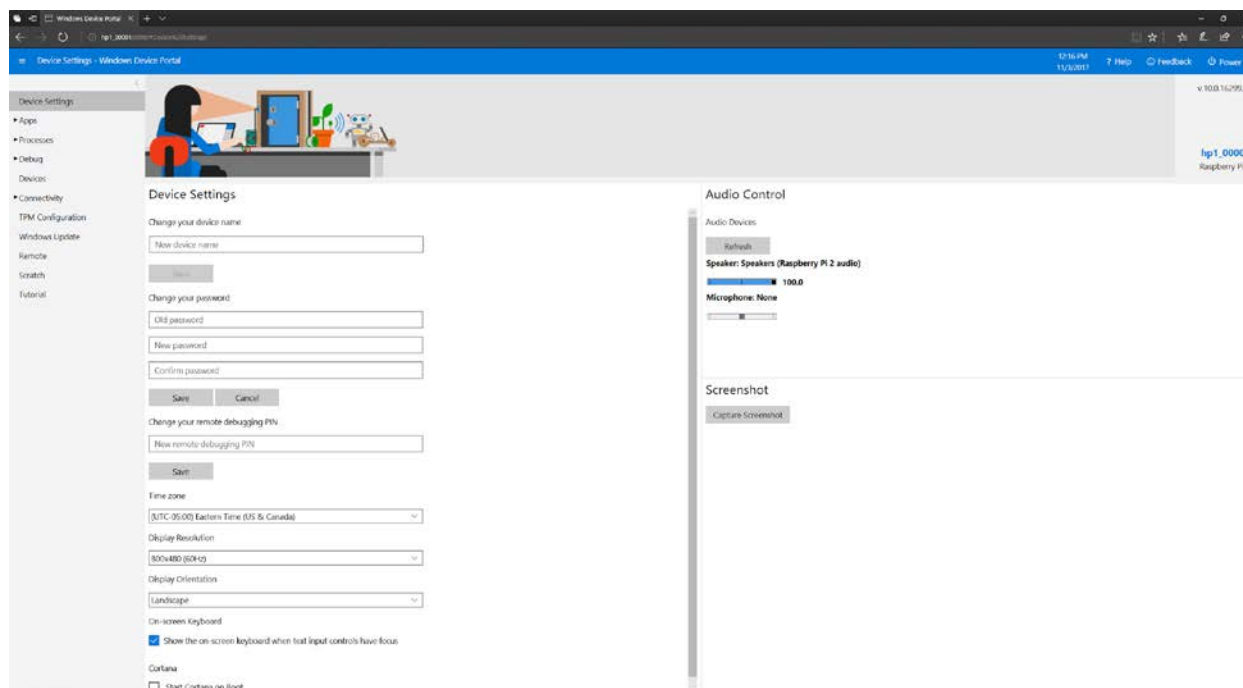 Windows Device Portal
Device Settings - Windows Device Portal
12:16 PM
11/3/2017
? Help
Feedback
Power
Device Settings
Apps
Processes
Debug
Devices
Connectivity
TPM Configuration
Windows Update
Remote
Scratch
Tutorial
v.10.0.16299.
hp1_0000
Raspberry Pi
Device Settings
Change your device name
New device name
Save
Change your password
Old password
New password
Confirm password
Save
Cancel
Change your remote debugging PIN
New remote debugging PIN
Save
Time zone
(UTC-05:00) Eastern Time (US & Canada)
Display Resolution
800x480 (60Hz)
Display Orientation
Landscape
On-screen Keyboard
Show the on-screen keyboard when text input controls have focus
Cortana
Start Cortana on Boot
Audio Control
Audio Devices
Refresh
Speaker: Speakers (Raspberry Pi 2 audio)
100.0
Microphone: None
Screenshot
Capture Screenshot